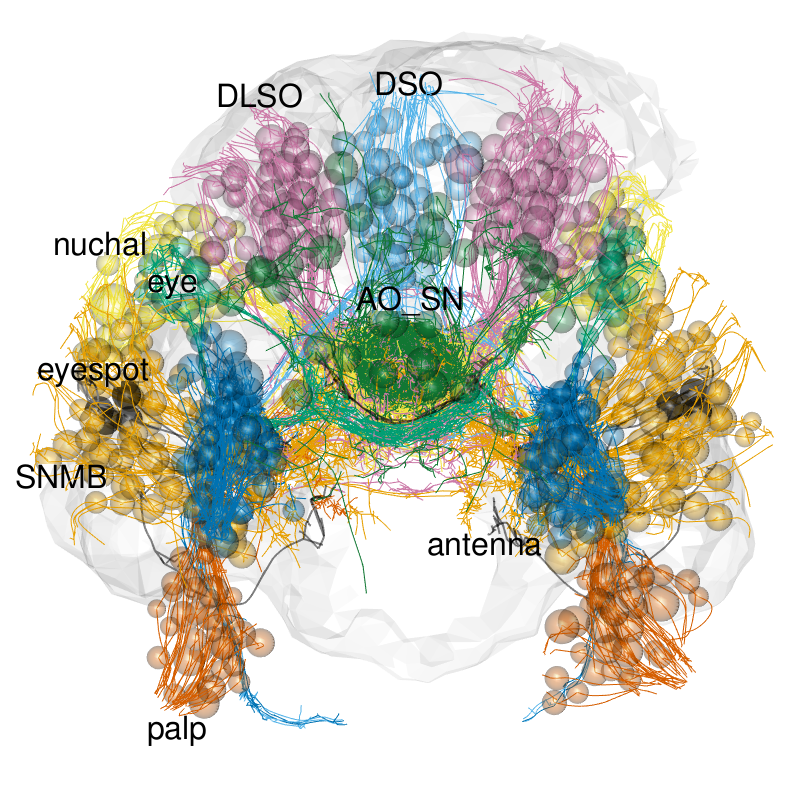 DSO
DLSO
nuchal
eye
AO_SN
eyespot
SNMB
antenna
palp